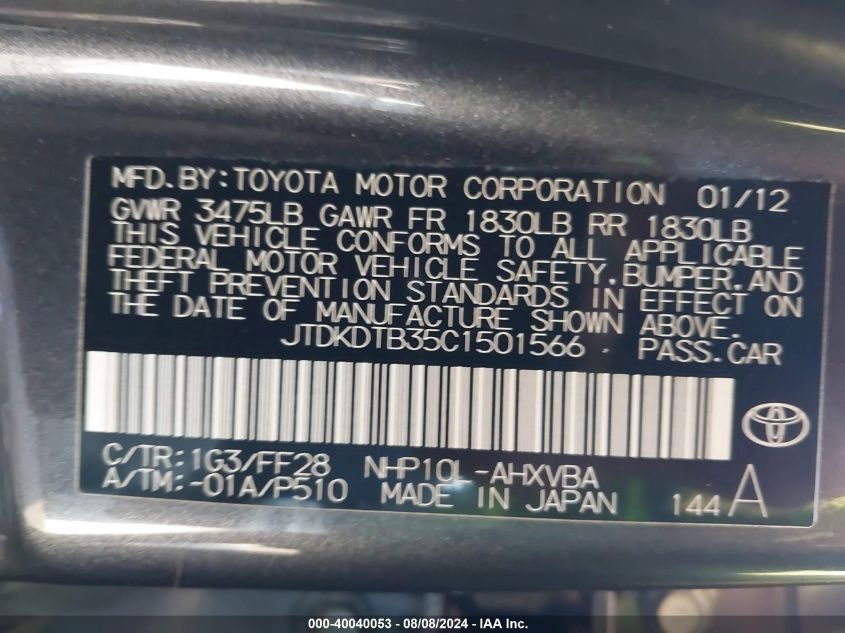 MFD.BY:TOYOTA MOTOR CORPORATION 01/12
GVWR 3475LB GAWR FR 1830LB RR 1830LB
THIS VEHICLE CONFORMS TO ALL APPLICABLE
FEDERAL MOTOR VEHICLE SAFETY,BUMPER,AND
THEFT PREVENTION STANDARDS IN EFFECT ON
THE DATE OF MANUFACTURE SHOWN ABOVE.
JTDKDTB35C1501566 PASS.CAR
C/TR:1G3/FF28 NHP10L-AHXVBA
A/TM:-01A/P510 MADE IN JAPAN 144 A
000-40040053 - 08/08/2024 - IAA Inc.